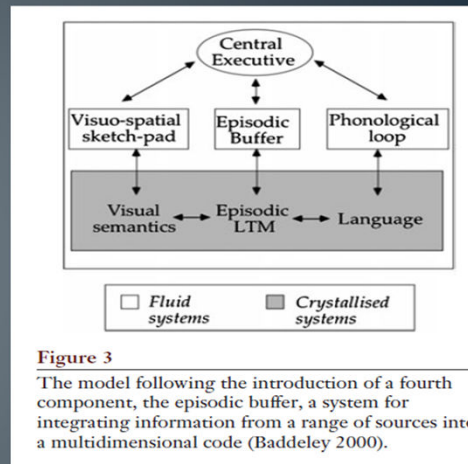 Central
Executive
Visuo-spatial Episodic Phonological
sketch-pad Buffer loop
Visual Episodic Language
semantics LTM
Fluid Crystallised
systems systems
Figure 3
The model following the introduction of a fourth
component, the episodic buffer, a system for
integrating information from a range of sources int
a multidimensional code (Baddeley 2000).